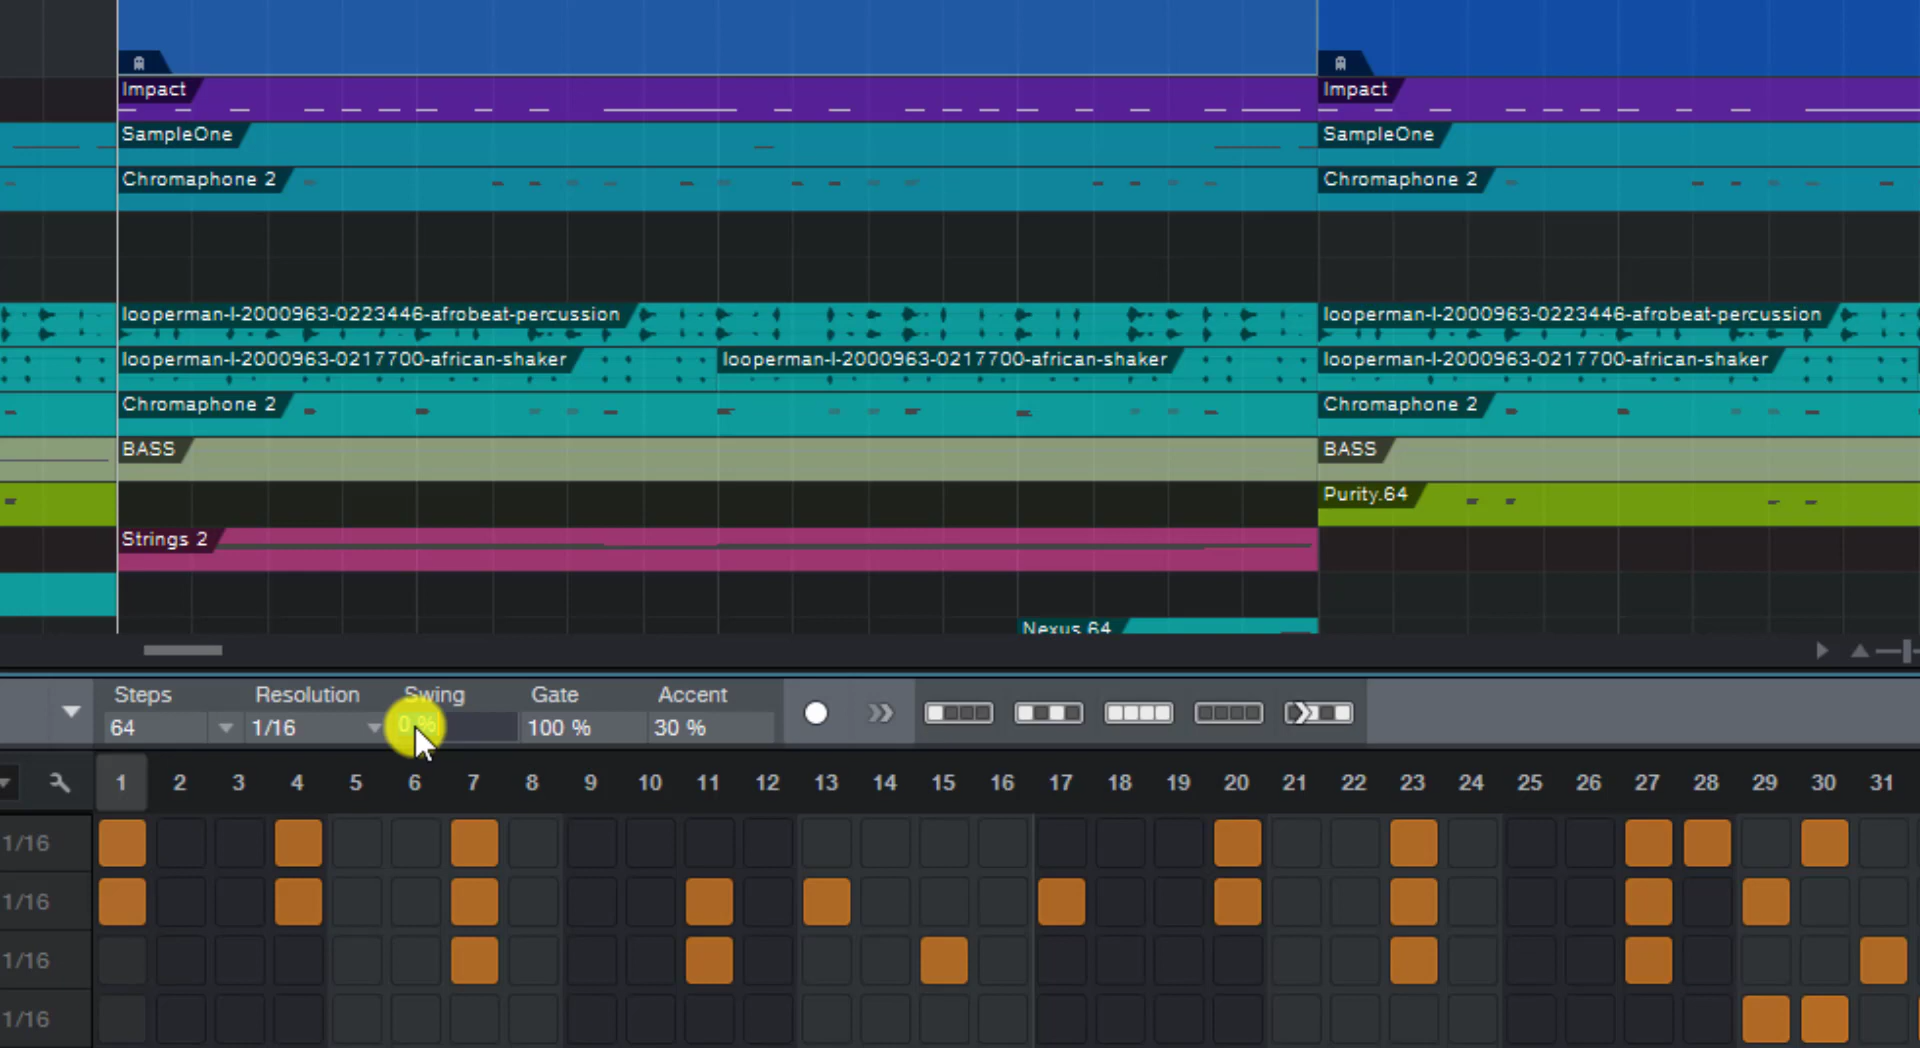 Impact Impact
SampleOne SampleOne
Chromaphone 2 Chromaphone 2
looperman-l-2000963-0223446-afrobeat-percussion looperman-l-2000963-0223446-afrobeat-percussion
looperman-l-2000963-0217700-african-shaker looperman-l-2000963-0217700-african-shaker looperman-l-2000963-0217700-african-shaker
Chromaphone 2 Chromaphone 2
BASS BASS
Purity.64
Strings 2
Nexus 64
Steps Resolution Swing Gate Accent
64 1/16 0 % 100 % 30 %
1 2 3 4 5 6 7 8 9 10 11 12 13 14 15 16 17 18 19 20 21 22 23 24 25 26 27 28 29 30 31
1/16
1/16
1/16
1/16